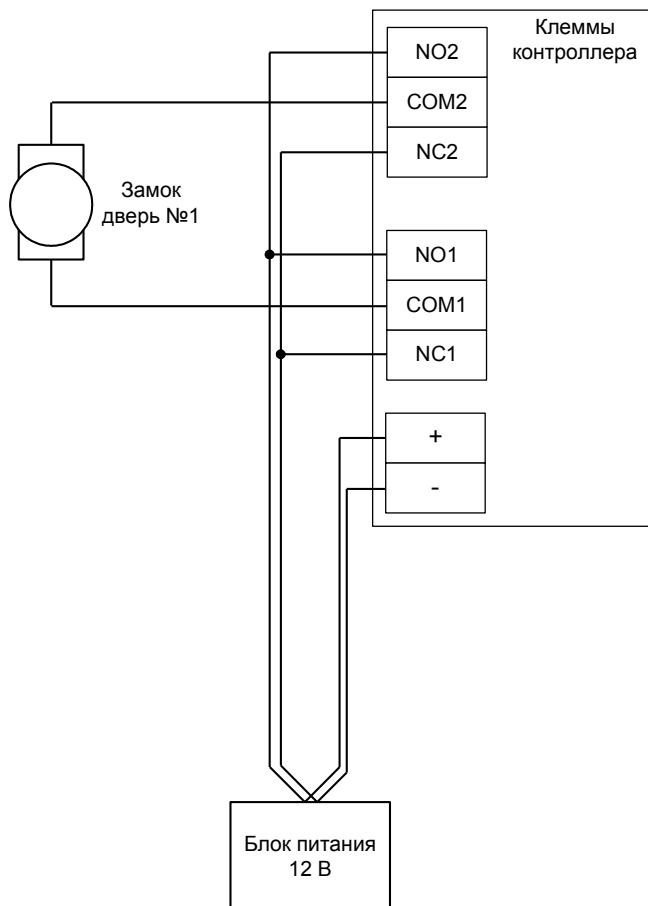 Клеммы
контроллера
NO2
COM2
NC2
Замок
дверь №1
NO1
COM1
NC1
+
-
Блок питания
12 В